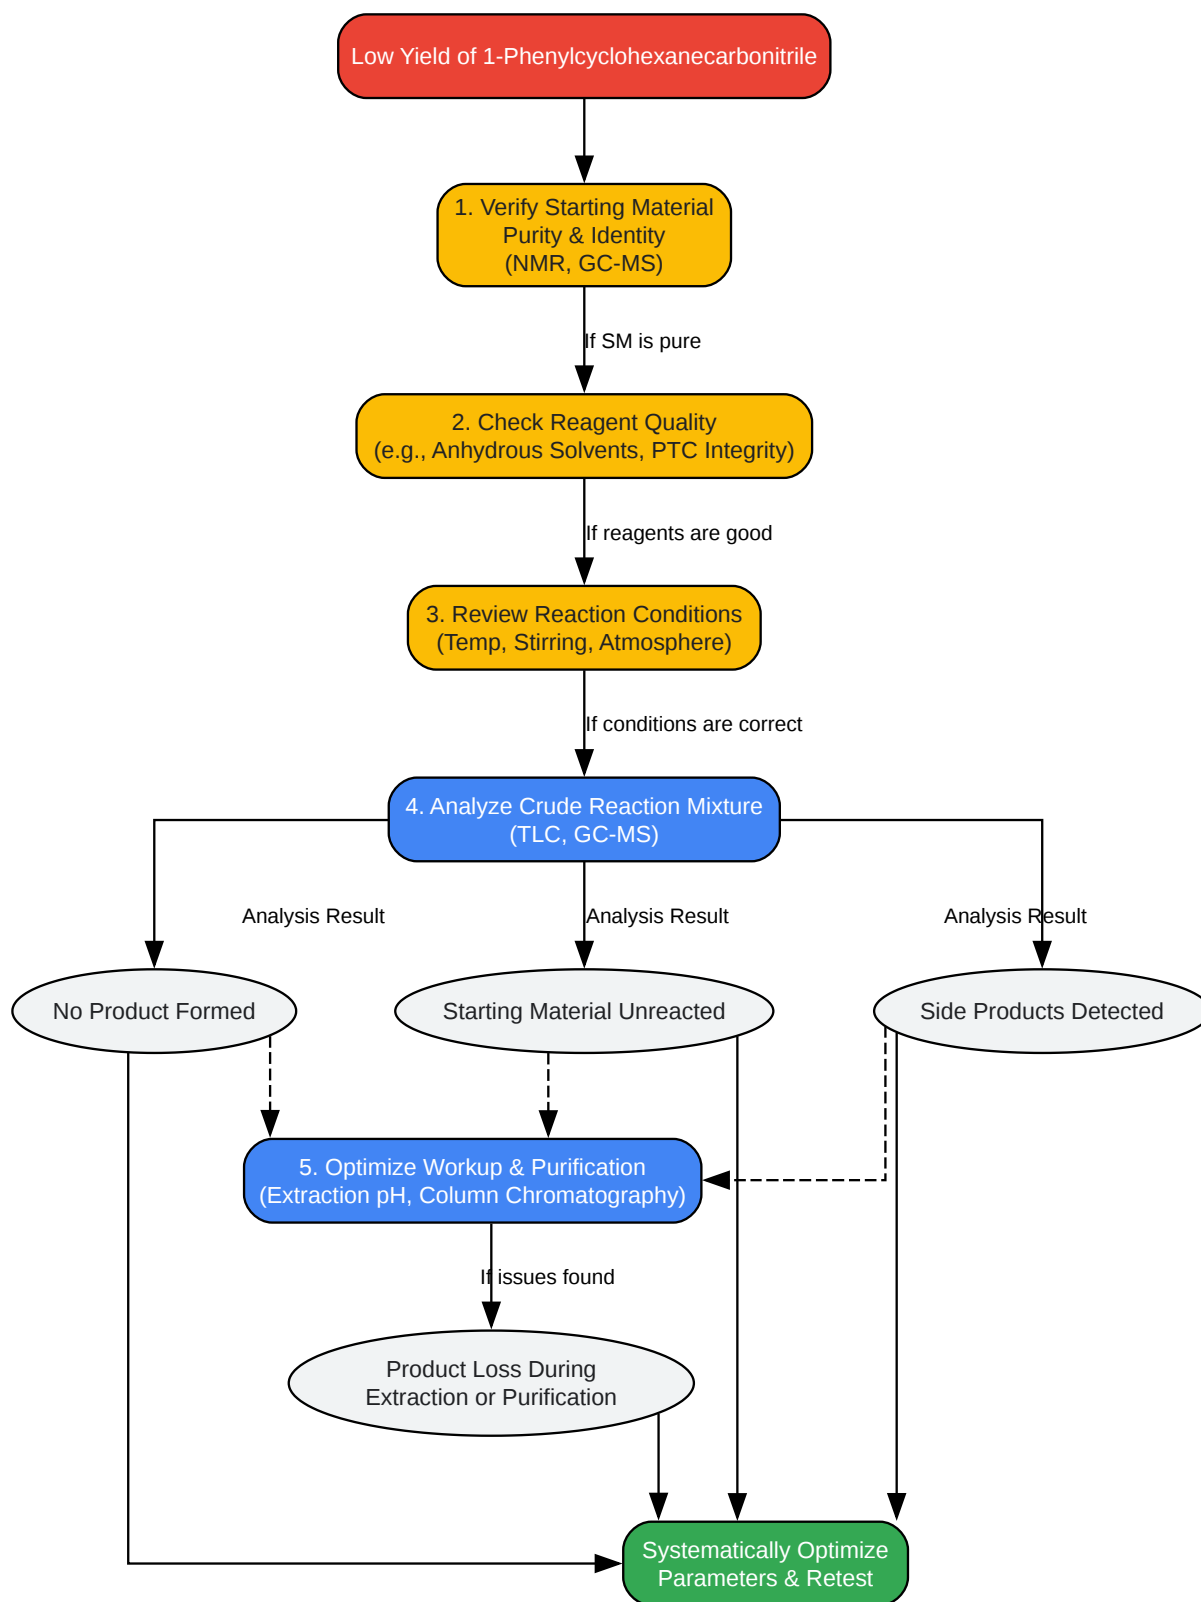 Low Yield of 1-Phenylcyclohexanecarbonitrile
1. Verify Starting Material
Purity & Identity
(NMR, GC-MS)
If SM is pure
2. Check Reagent Quality
(e.g., Anhydrous Solvents, PTC Integrity)
If reagents are good
3. Review Reaction Conditions
(Temp, Stirring, Atmosphere)
If conditions are correct
4. Analyze Crude Reaction Mixture
(TLC, GC-MS)
Analysis Result
Analysis Result
Analysis Result
No Product Formed
Starting Material Unreacted
Side Products Detected
5. Optimize Workup & Purification
(Extraction pH, Column Chromatography)
If issues found
Product Loss During
Extraction or Purification
Systematically Optimize
Parameters & Retest